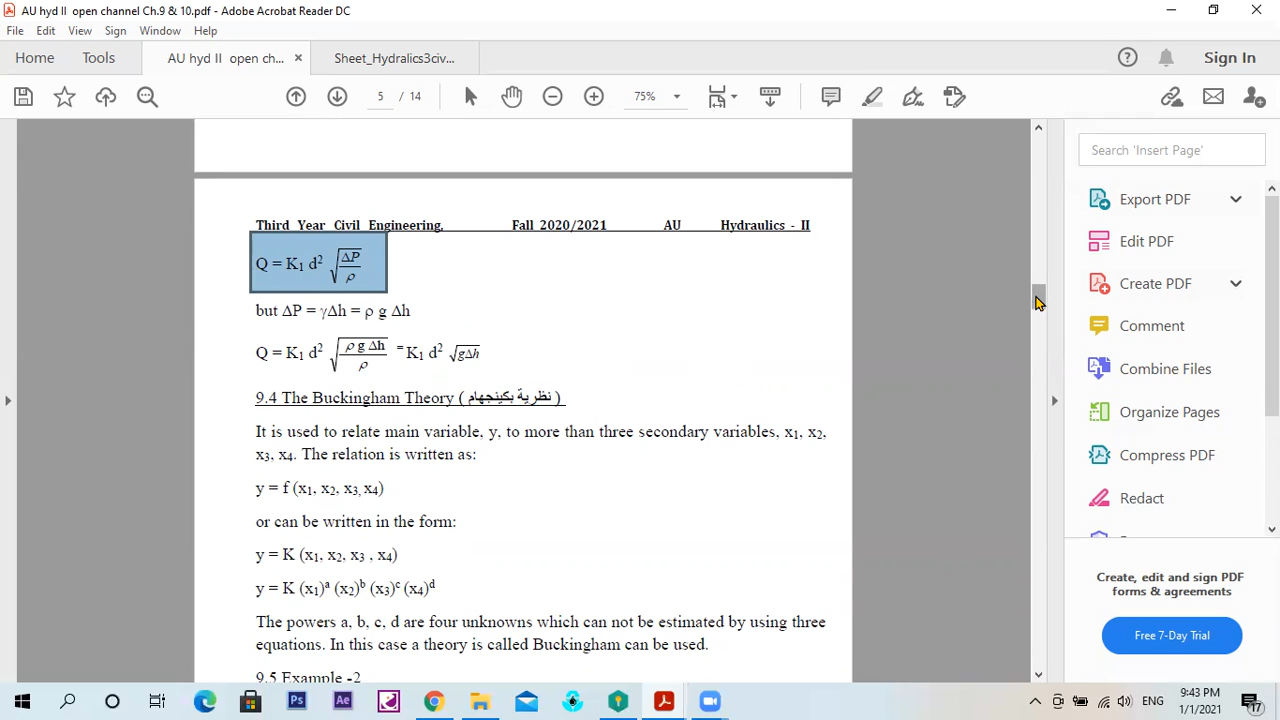 AU hyd II open channel Ch.9 & 10.pdf - Adobe Acrobat Reader DC
File Edit View Sign Window Help
Home Tools AU hyd II open ch... × Sheet_Hydralics3civ... Sign In
5 / 14 75%
Search 'Insert Page'
Third Year Civil Engineering, Fall 2020/2021 AU Hydraulics - II
Q = K₁ d² √(ΔP/ρ)
but ΔP = γΔh = ρ g Δh
Q = K₁ d² √(ρ g Δh/ρ) = K₁ d² √(gΔh)
9.4 The Buckingham Theory ( نظرية بكينجهام )
It is used to relate main variable, y, to more than three secondary variables, x₁, x₂,
x₃, x₄. The relation is written as:
y = f (x₁, x₂, x₃, x₄)
or can be written in the form:
y = K (x₁, x₂, x₃ , x₄)
y = K (x₁)ᵃ (x₂)ᵇ (x₃)ᶜ (x₄)ᵈ
The powers a, b, c, d are four unknowns which can not be estimated by using three
equations. In this case a theory is called Buckingham can be used.
9.5 Example -2
Export PDF
Edit PDF
Create PDF
Comment
Combine Files
Organize Pages
Compress PDF
Redact
Create, edit and sign PDF
forms & agreements
Free 7-Day Trial
Ps Ae
9:43 PM
1/1/2021
17